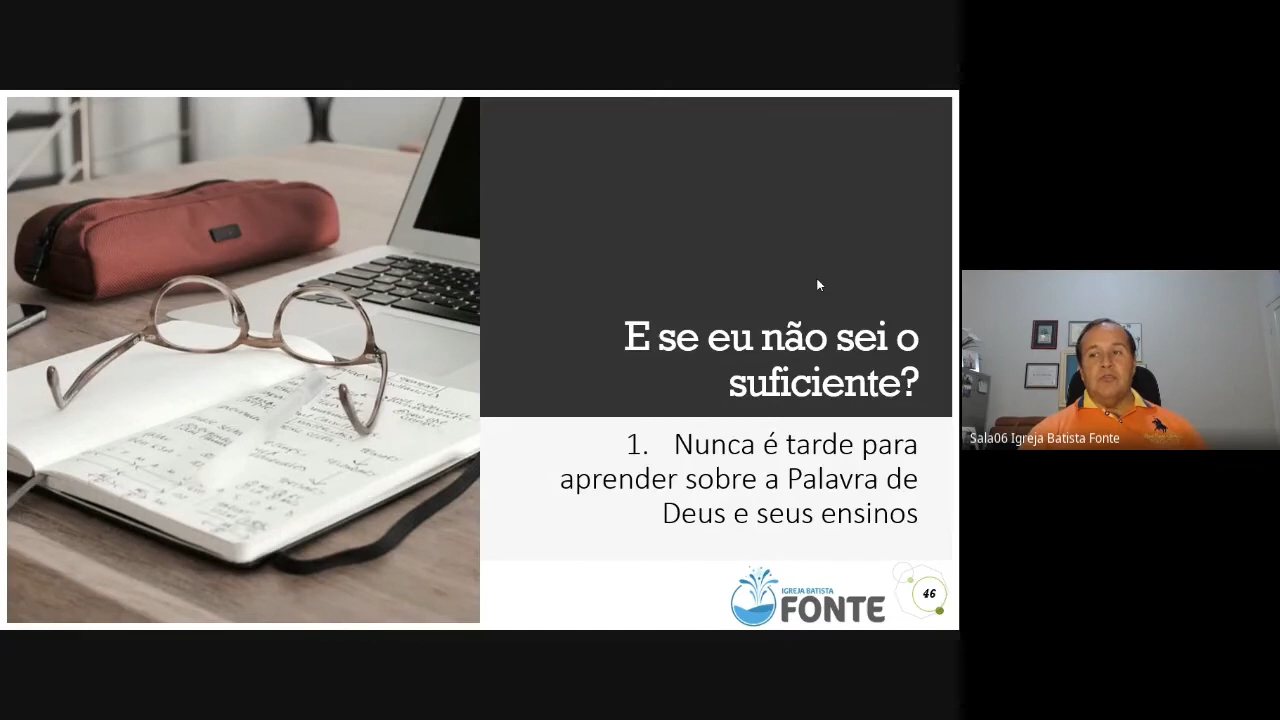 E se eu não sei o
suficiente?
1. Nunca é tarde para
aprender sobre a Palavra de
Deus e seus ensinos
IGREJA BATISTA
FONTE
46
Sala06 Igreja Batista Fonte